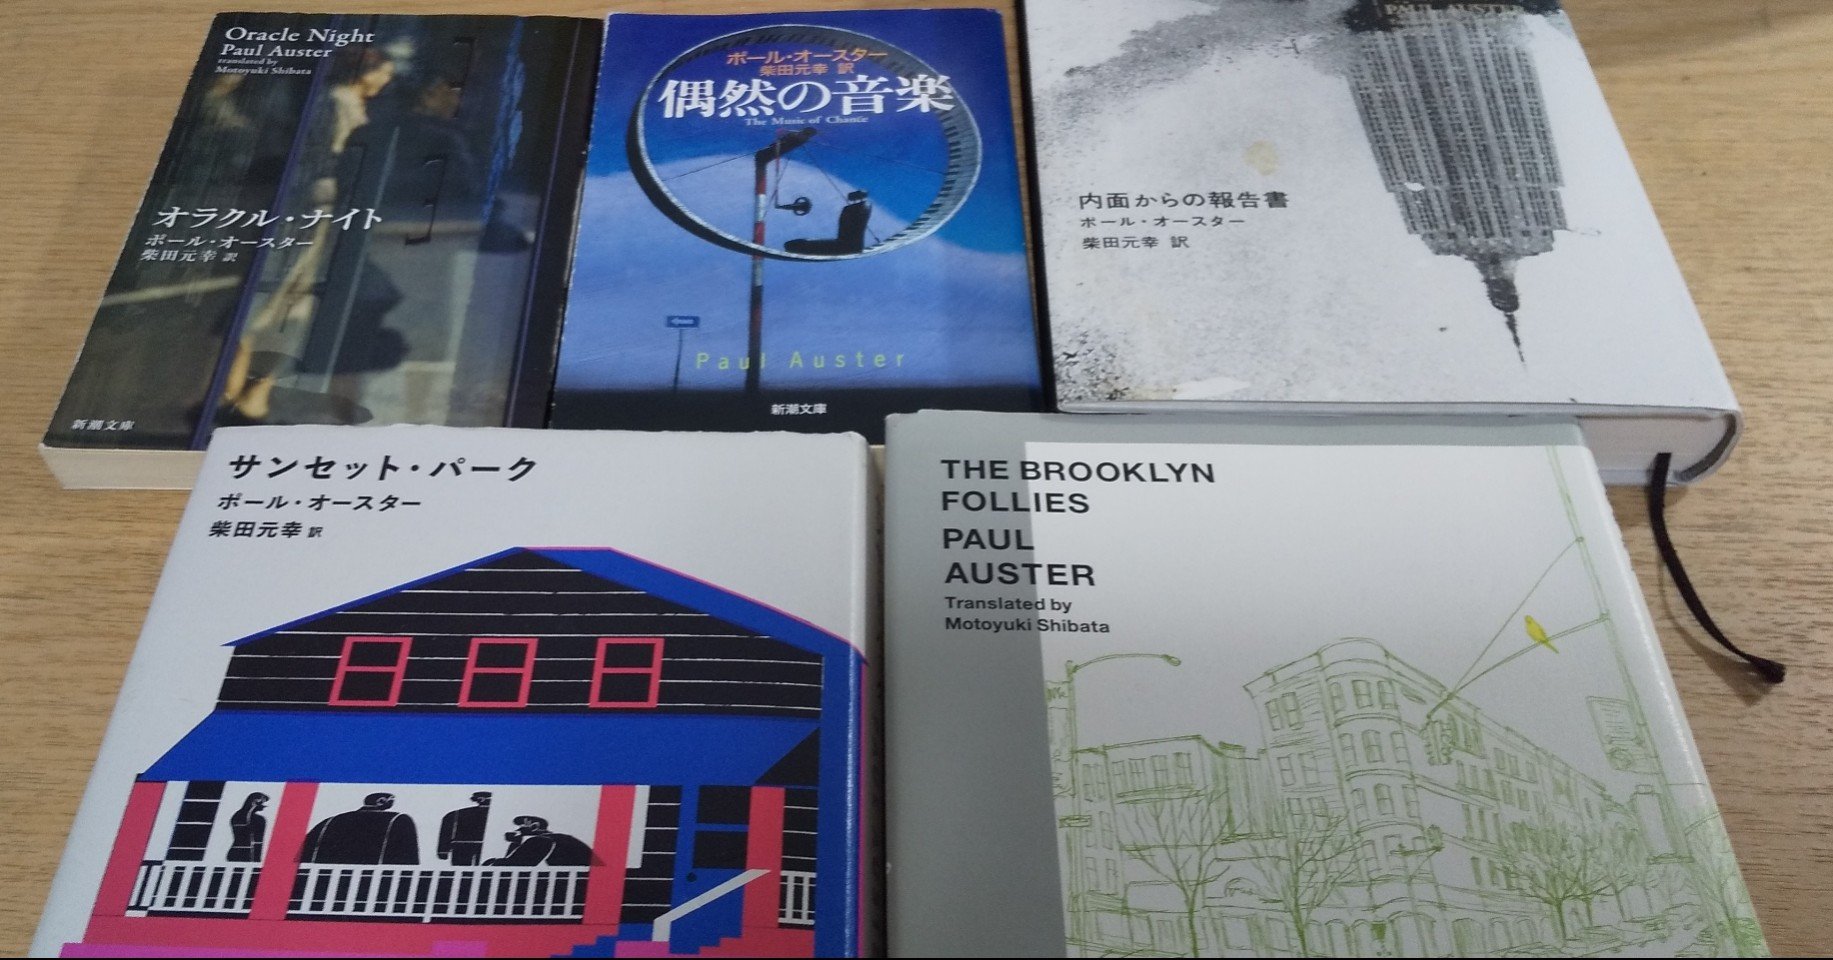 Oracle Night
Paul Auster
translated by
Motoyuki Shibata
オラクル・ナイト
ポール・オースター
柴田元幸 訳
新潮文庫
ポール・オースター
柴田元幸 訳
偶然の音楽
The Music of Chance
Paul Auster
新潮文庫
PAUL AUSTER
内面からの報告書
ポール・オースター
柴田元幸 訳
サンセット・パーク
ポール・オースター
柴田元幸 訳
THE BROOKLYN
FOLLIES
PAUL
AUSTER
Translated by
Motoyuki Shibata